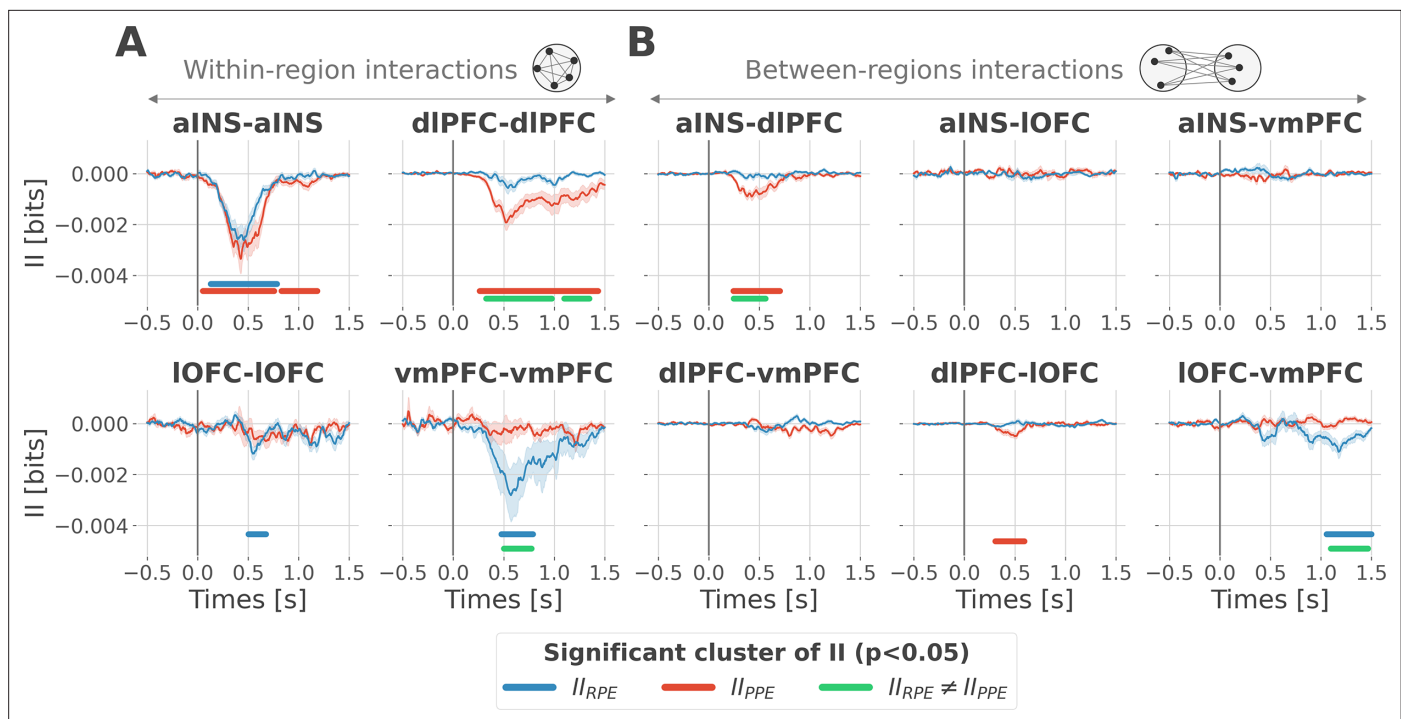 A B
Within-region interactions
Between-regions interactions
aINS-aINS dlPFC-dlPFC aINS-dlPFC aINS-lOFC aINS-vmPFC
II [bits]
0.000
−0.002
−0.004
−0.5 0.0 0.5 1.0 1.5 −0.5 0.0 0.5 1.0 1.5 −0.5 0.0 0.5 1.0 1.5 −0.5 0.0 0.5 1.0 1.5 −0.5 0.0 0.5 1.0 1.5
lOFC-lOFC vmPFC-vmPFC dlPFC-vmPFC dlPFC-lOFC lOFC-vmPFC
II [bits]
0.000
−0.002
−0.004
−0.5 0.0 0.5 1.0 1.5 −0.5 0.0 0.5 1.0 1.5 −0.5 0.0 0.5 1.0 1.5 −0.5 0.0 0.5 1.0 1.5 −0.5 0.0 0.5 1.0 1.5
Times [s] Times [s] Times [s] Times [s] Times [s]
Significant cluster of II (p<0.05)
II_RPE II_PPE II_RPE ≠ II_PPE